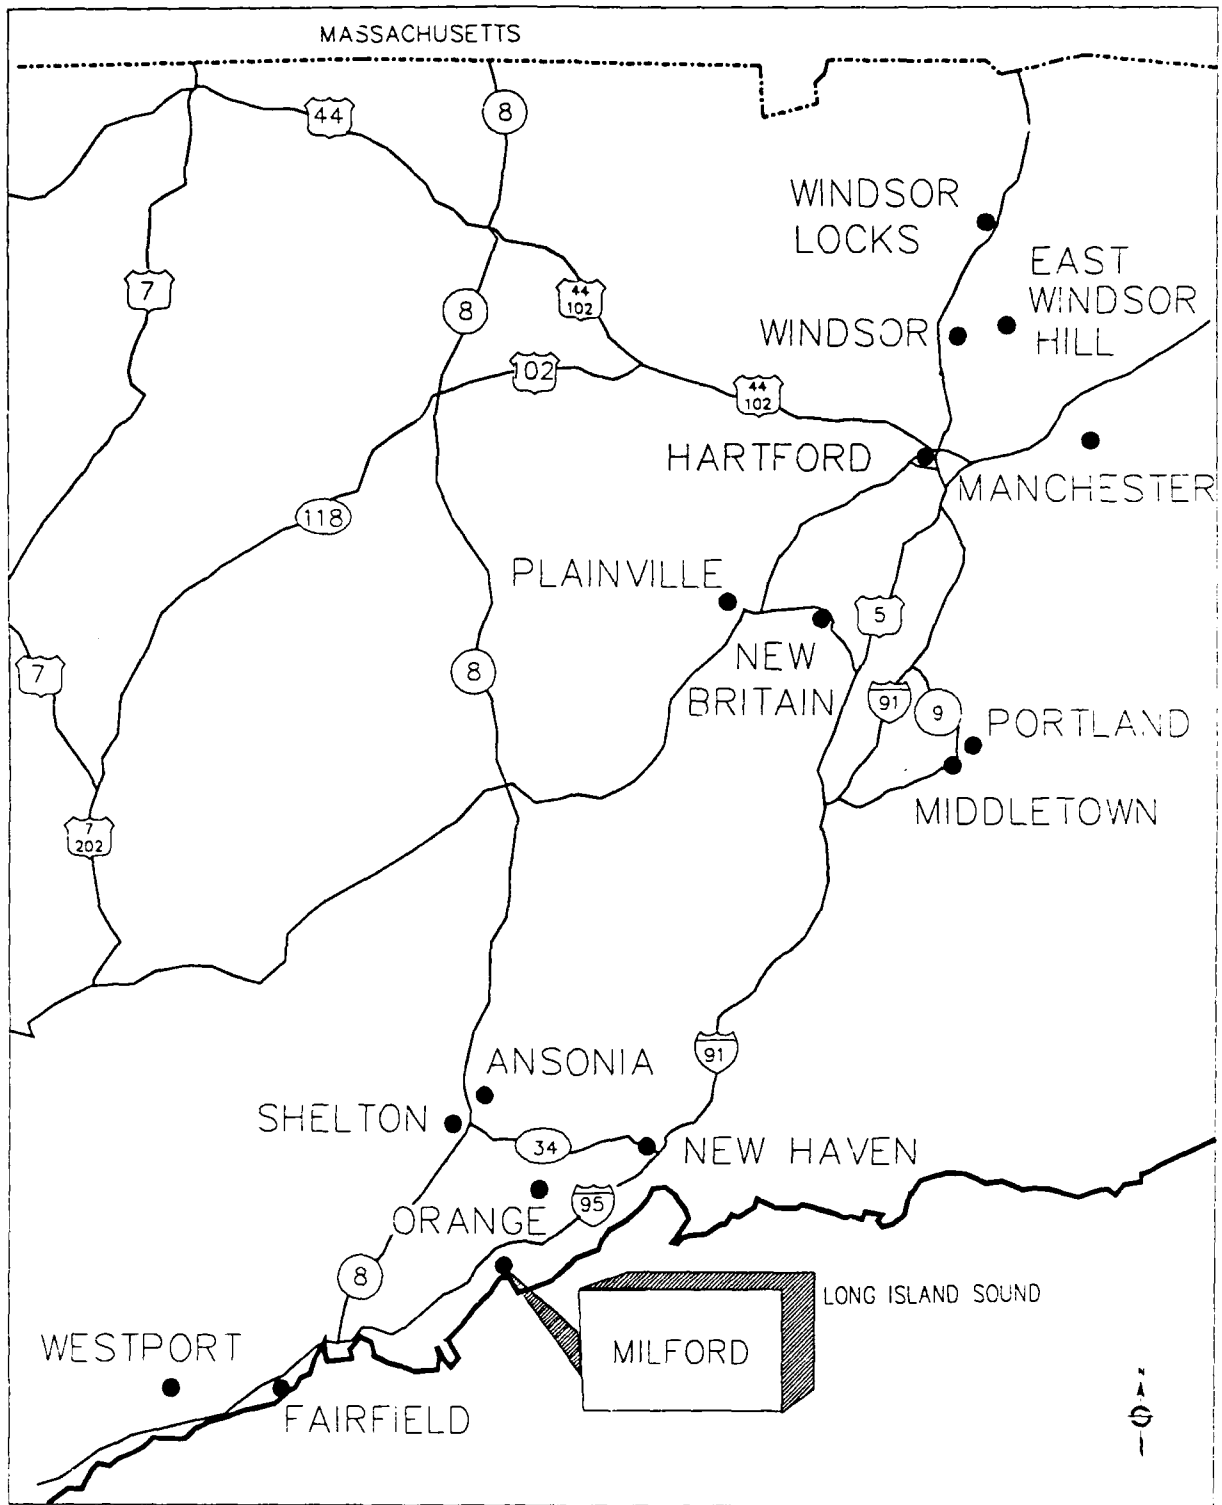 MASSACHUSETTS
44
8
WINDSOR
LOCKS
EAST
WINDSOR
HILL
7
8
44
102
WINDSOR
102
44
102
HARTFORD
MANCHESTER
118
PLAINVILLE
5
NEW
BRITAIN
7
8
91
9
PORTLAND
MIDDLETOWN
7
202
91
ANSONIA
SHELTON
34
NEW HAVEN
95
ORANGE
8
LONG ISLAND SOUND
MILFORD
WESTPORT
FAIRFIELD
N